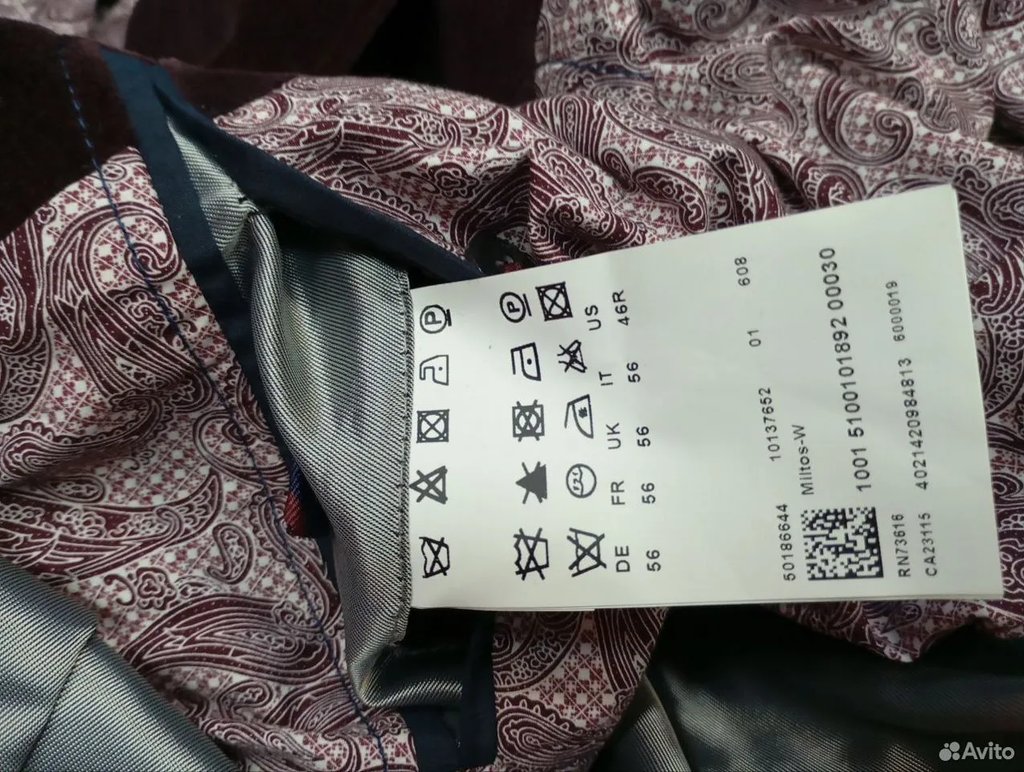 DE FR UK IT US
56 56 56 56 46R
50186644 10137652 01 608
Miltos-W
1001 5100101892 00030
RN73616 4021420984813 6000019
CA23115
Avito